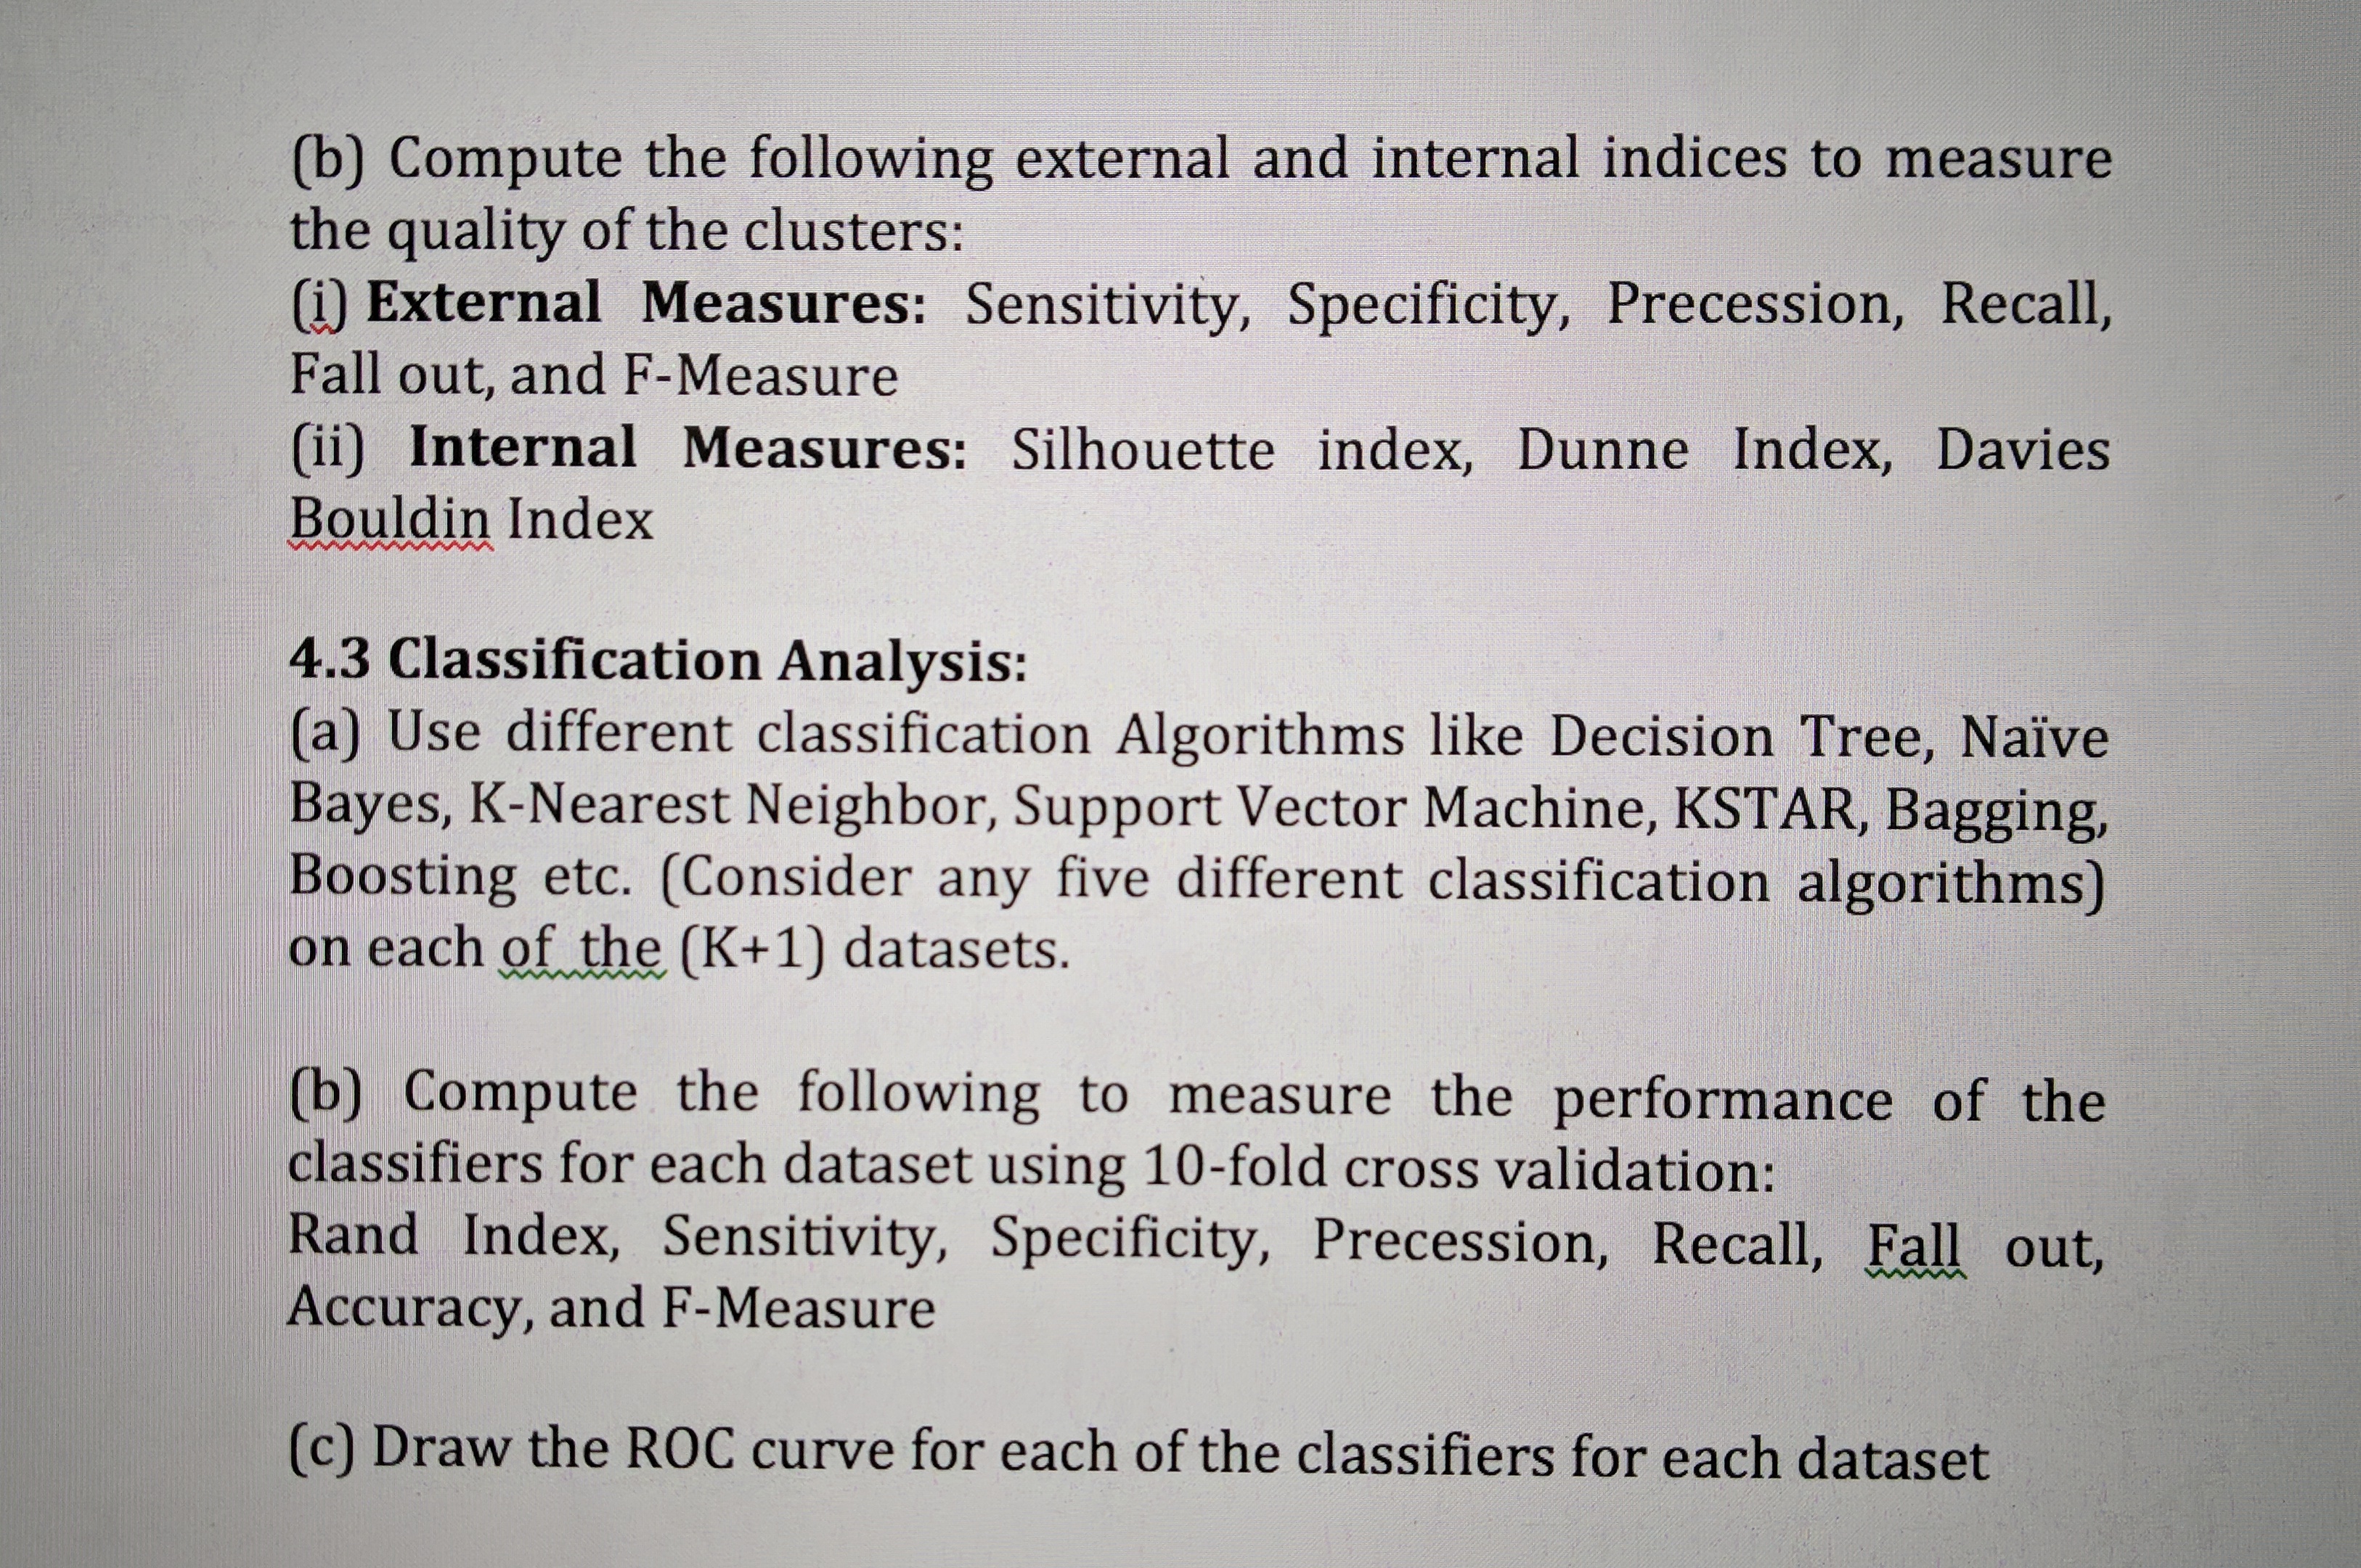 (b) Compute the following external and internal indices to measure
the quality of the clusters:
(i) External Measures: Sensitivity, Specificity, Precession, Recall,
Fall out, and F-Measure
(ii) Internal Measures: Silhouette index, Dunne Index, Davies
Bouldin Index
4.3 Classification Analysis:
(a) Use different classification Algorithms like Decision Tree, Naïve
Bayes, K-Nearest Neighbor, Support Vector Machine, KSTAR, Bagging,
Boosting etc. (Consider any five different classification algorithms)
on each of the (K+1) datasets.
(b) Compute the following to measure the performance of the
classifiers for each dataset using 10-fold cross validation:
Rand Index, Sensitivity, Specificity, Precession, Recall, Fall out,
Accuracy, and F-Measure
(c) Draw the ROC curve for each of the classifiers for each dataset